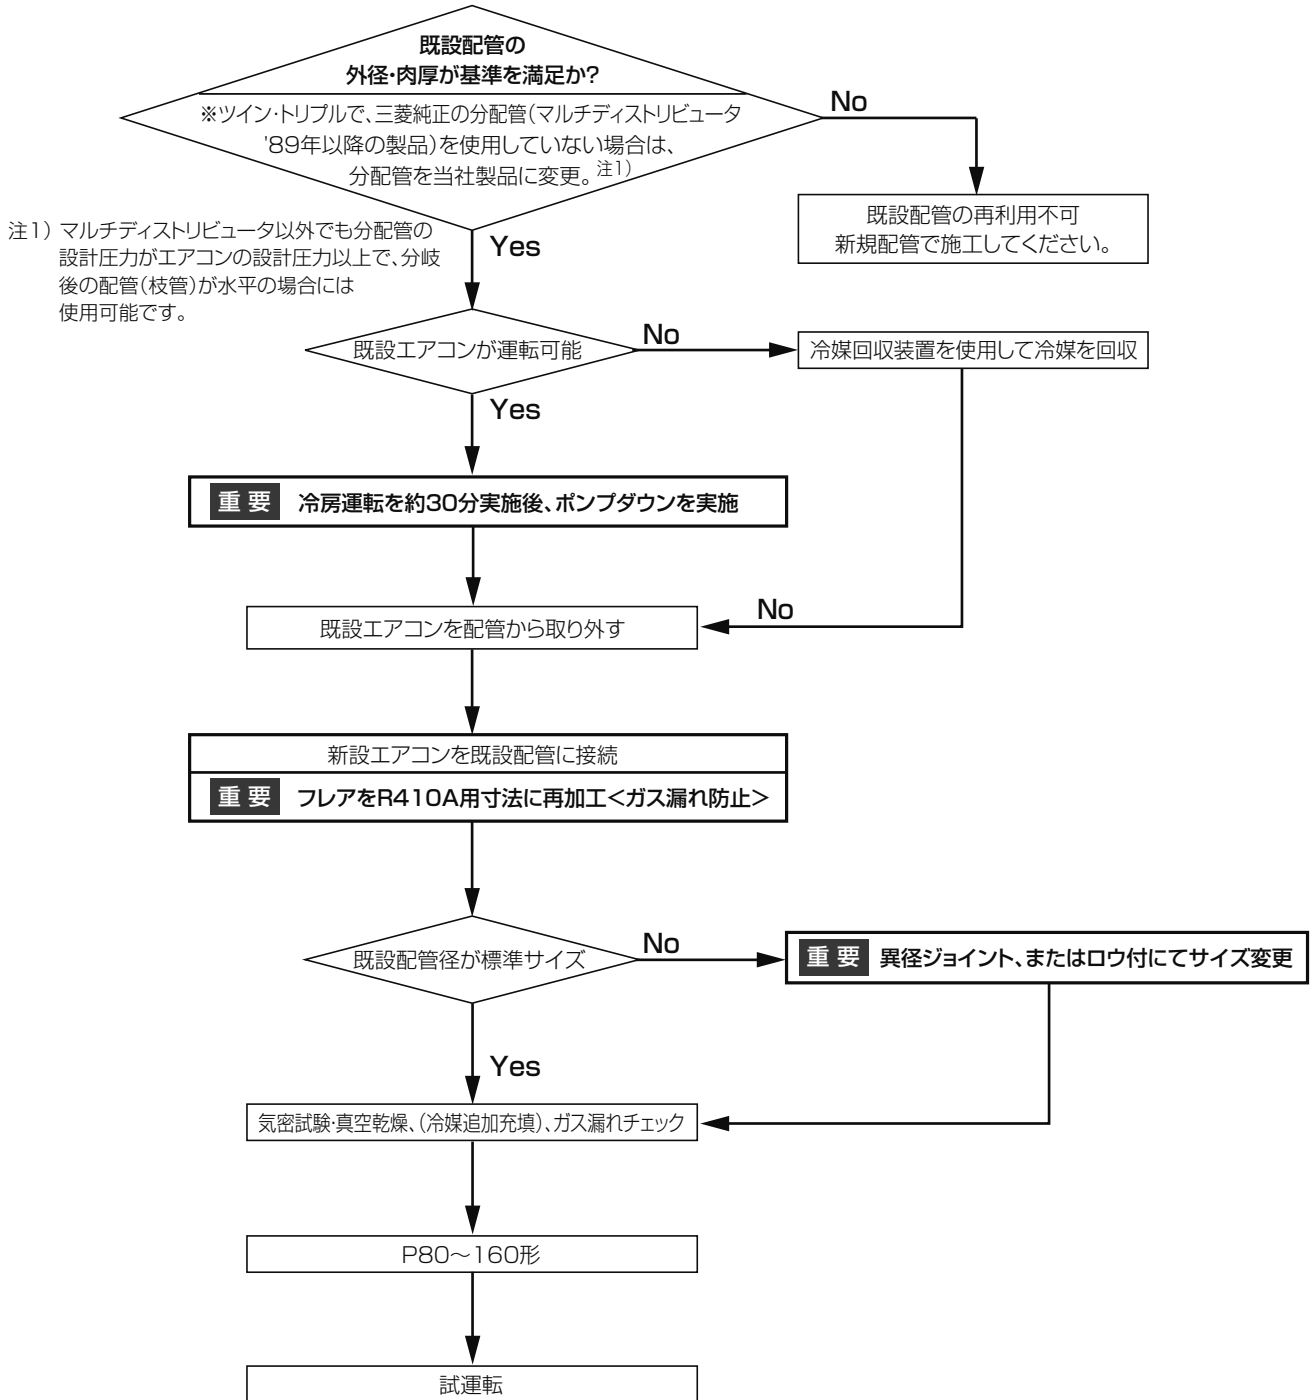 既設配管の
外径・肉厚が基準を満足か?
※ツイン・トリプルで、三菱純正の分配管(マルチディストリビュータ
'89年以降の製品)を使用していない場合は、
分配管を当社製品に変更。注1)
No
既設配管の再利用不可
新規配管で施工してください。
注1) マルチディストリビュータ以外でも分配管の
設計圧力がエアコンの設計圧力以上で、分岐
後の配管(枝管)が水平の場合には
使用可能です。
Yes
既設エアコンが運転可能
No
冷媒回収装置を使用して冷媒を回収
Yes
重要 冷房運転を約30分実施後、ポンプダウンを実施
No
既設エアコンを配管から取り外す
新設エアコンを既設配管に接続
重要 フレアをR410A用寸法に再加工<ガス漏れ防止>
既設配管径が標準サイズ
No
重要 異径ジョイント、またはロウ付にてサイズ変更
Yes
気密試験・真空乾燥、(冷媒追加充填)、ガス漏れチェック
P80～160形
試運転